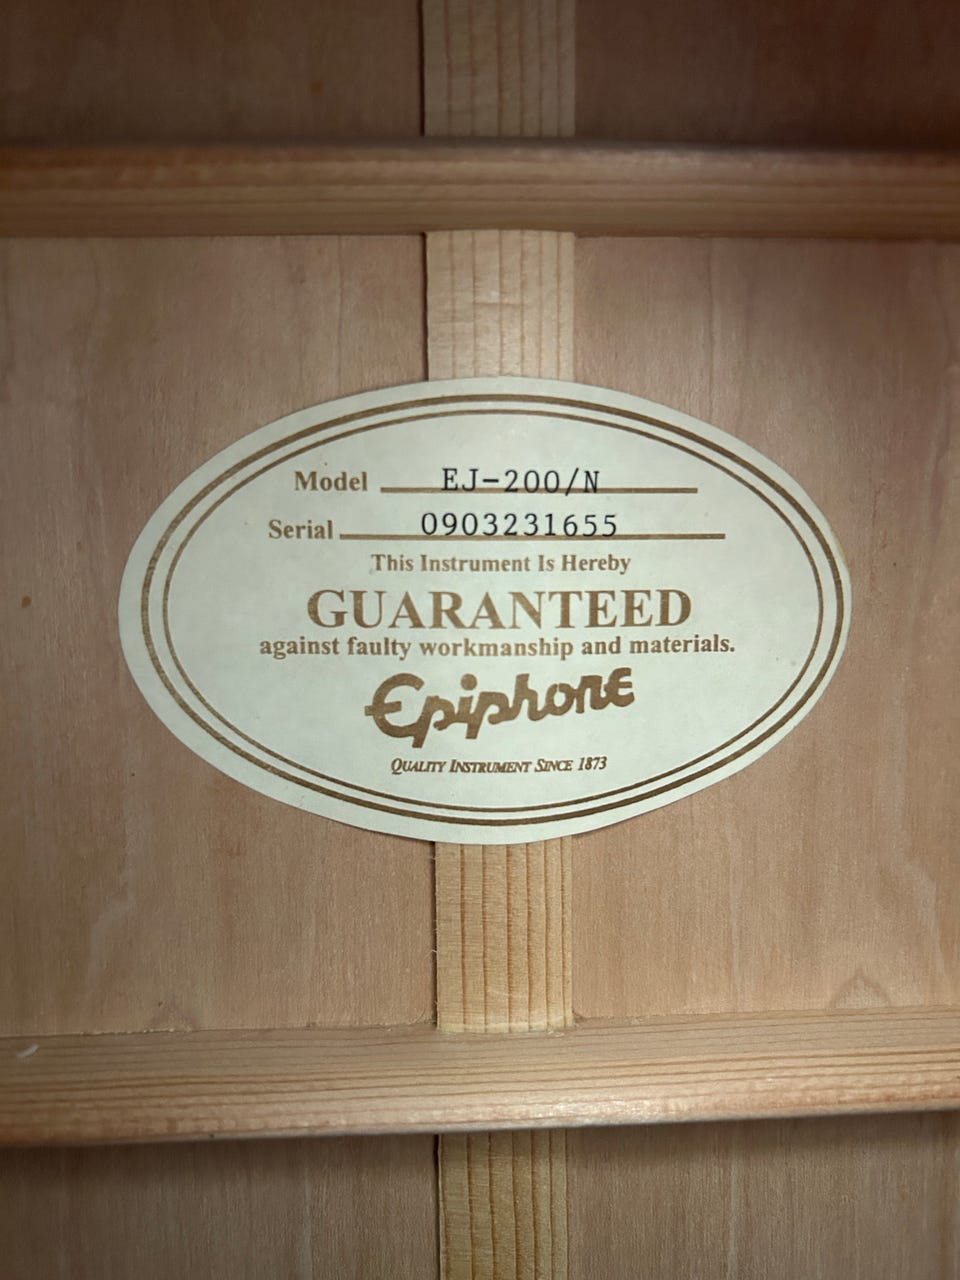 Model EJ-200/N
Serial 0903231655
This Instrument Is Hereby
GUARANTEED
against faulty workmanship and materials.
Epiphone
QUALITY INSTRUMENT SINCE 1873